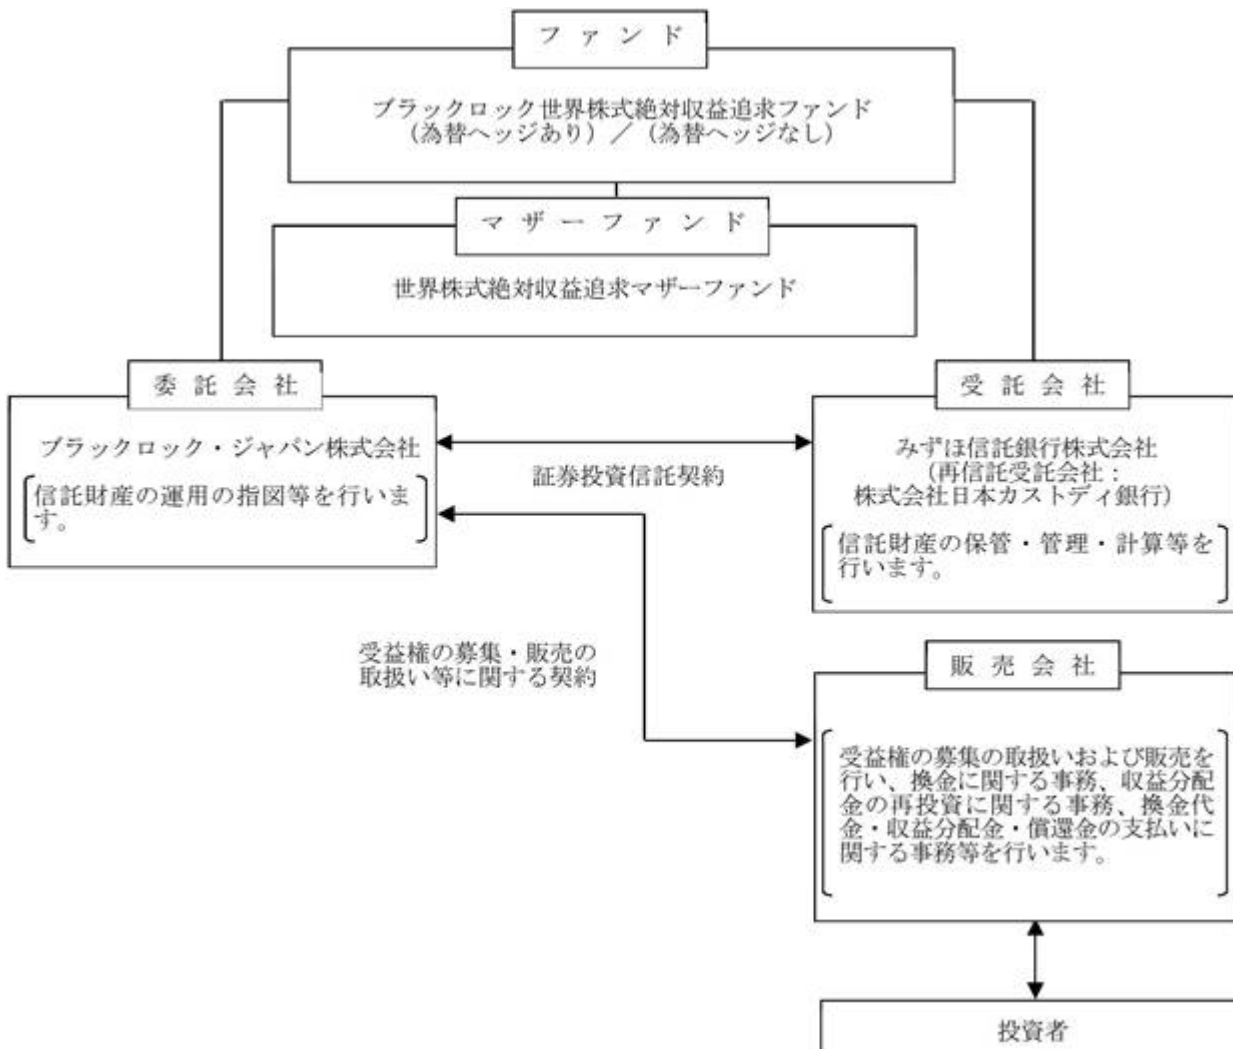 ファンド
ブラックロック世界株式絶対収益追求ファンド
（為替ヘッジあり）／（為替ヘッジなし）
マザーファンド
世界株式絶対収益追求マザーファンド
委託会社
ブラックロック・ジャパン株式会社
信託財産の運用の指図等を行いま
す。
証券投資信託契約
受託会社
みずほ信託銀行株式会社
（再信託受託会社：
株式会社日本カストディ銀行）
信託財産の保管・管理・計算等を
行います。
受益権の募集・販売の
取扱い等に関する契約
販売会社
受益権の募集の取扱いおよび販売を
行い、換金に関する事務、収益分配
金の再投資に関する事務、換金代
金・収益分配金・償還金の支払いに
関する事務等を行います。
投資者